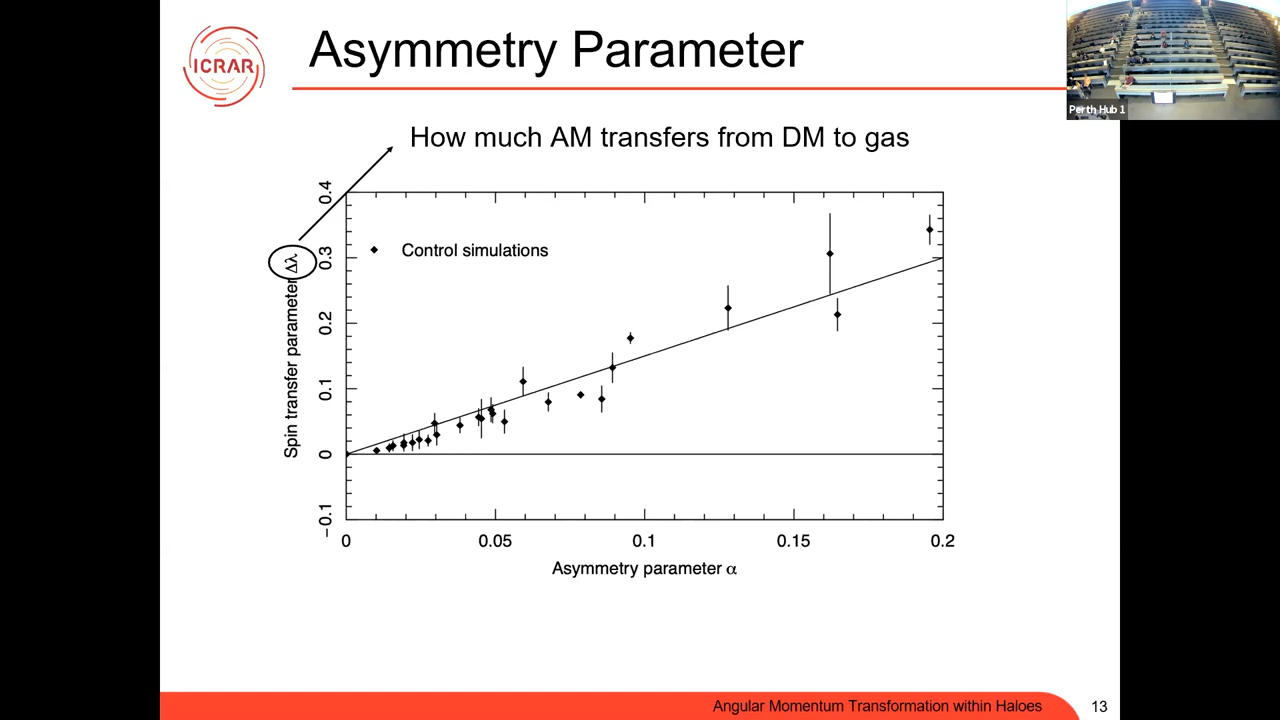 Asymmetry Parameter
ICRAR
Perth Hub 1
How much AM transfers from DM to gas
Control simulations
Spin transfer parameter Δλ
0.4
0.3
0.2
0.1
0
−0.1
0
0.05
0.1
0.15
0.2
Asymmetry parameter α
Angular Momentum Transformation within Haloes
13